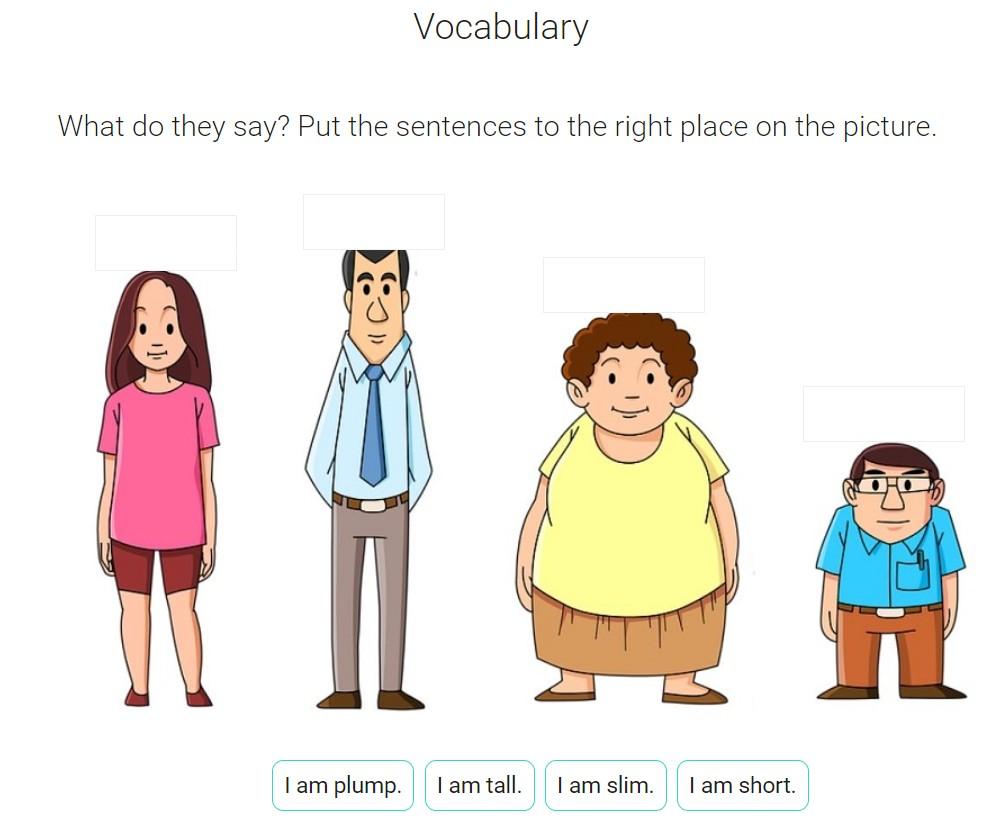 Vocabulary
What do they say? Put the sentences to the right place on the picture.
I am plump. I am tall. I am slim. I am short.